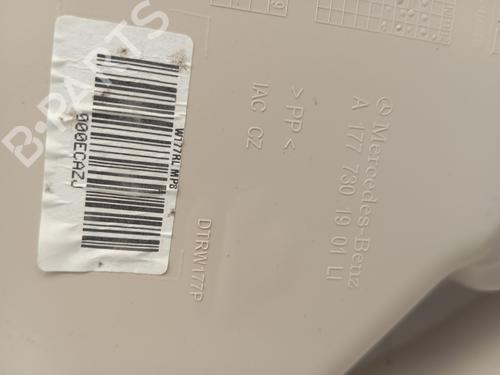 B-PARTS
W177RL MP8
900ECAZJ
DTRW177P
>PP<
IAC CZ
Mercedes-Benz
A 177 730 19 01 LI